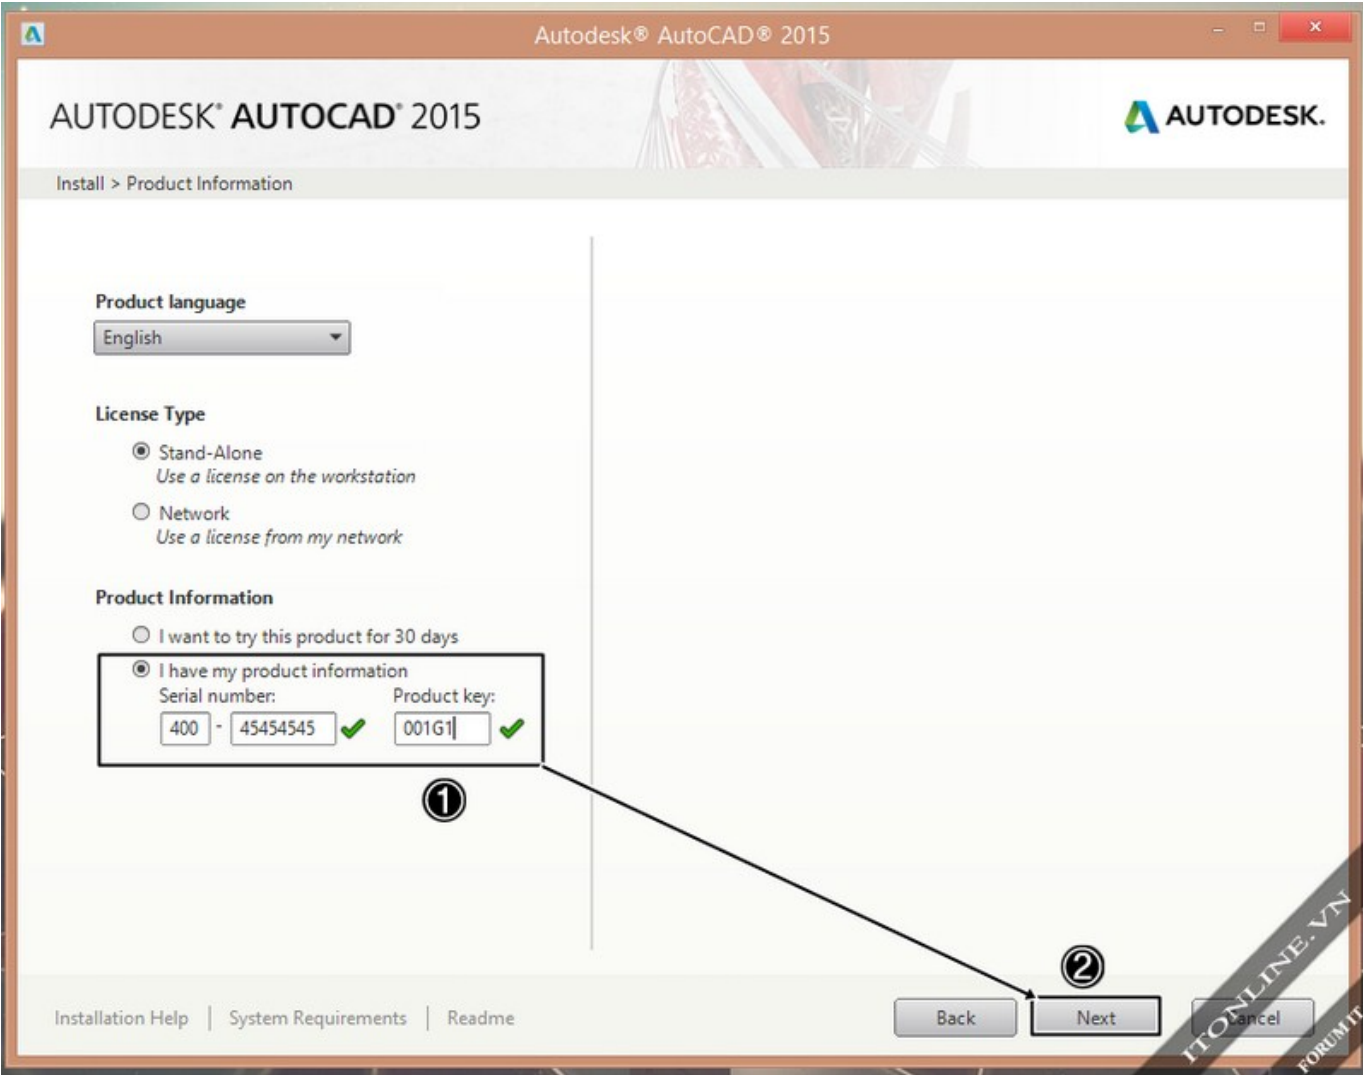 Autodesk® AutoCAD® 2015
AUTODESK® AUTOCAD® 2015
AUTODESK.
Install > Product Information
Product language
English
License Type
Stand-Alone
Use a license on the workstation
Network
Use a license from my network
Product Information
I want to try this product for 30 days
I have my product information
Serial number: Product key:
400 - 45454545 001G1
1
2
Installation Help | System Requirements | Readme
Back Next Cancel
ITONLINE.VN
FORUM IT